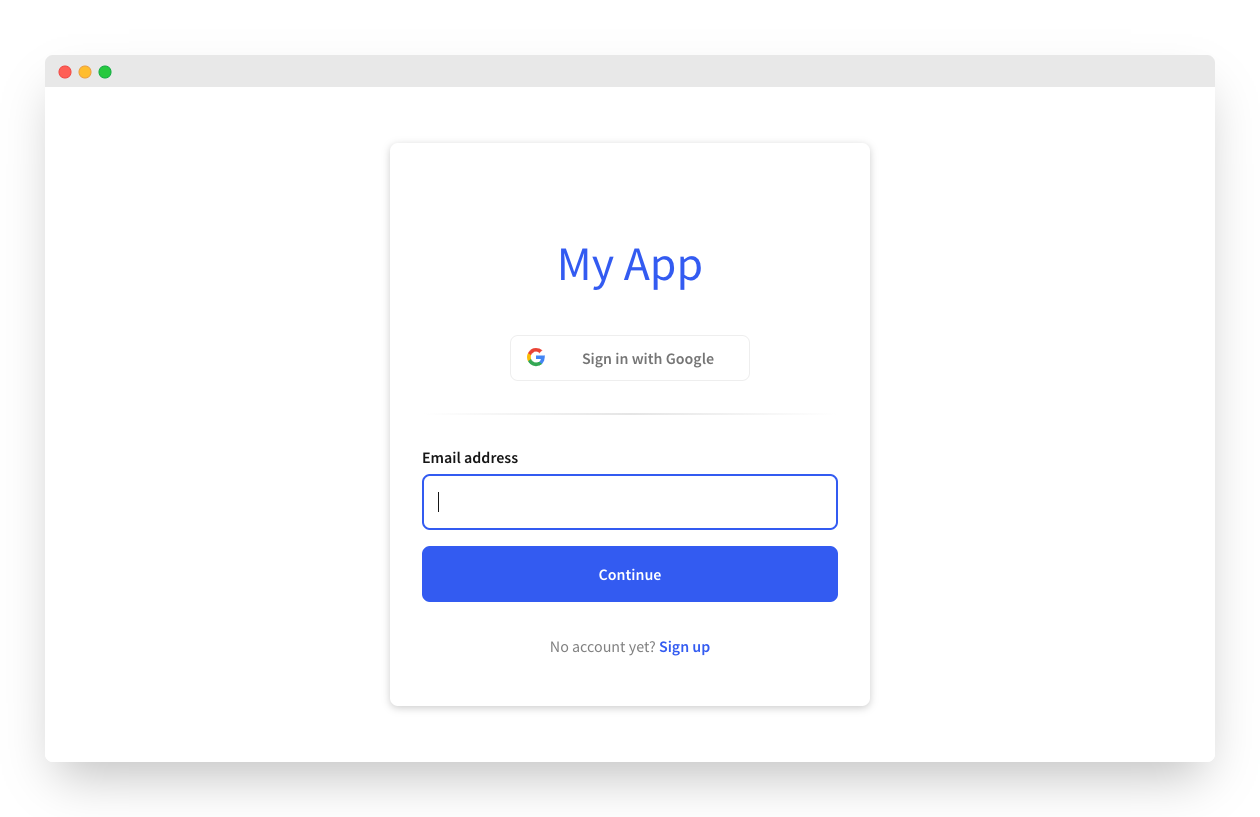 My App
Sign in with Google
Email address
Continue
No account yet? Sign up